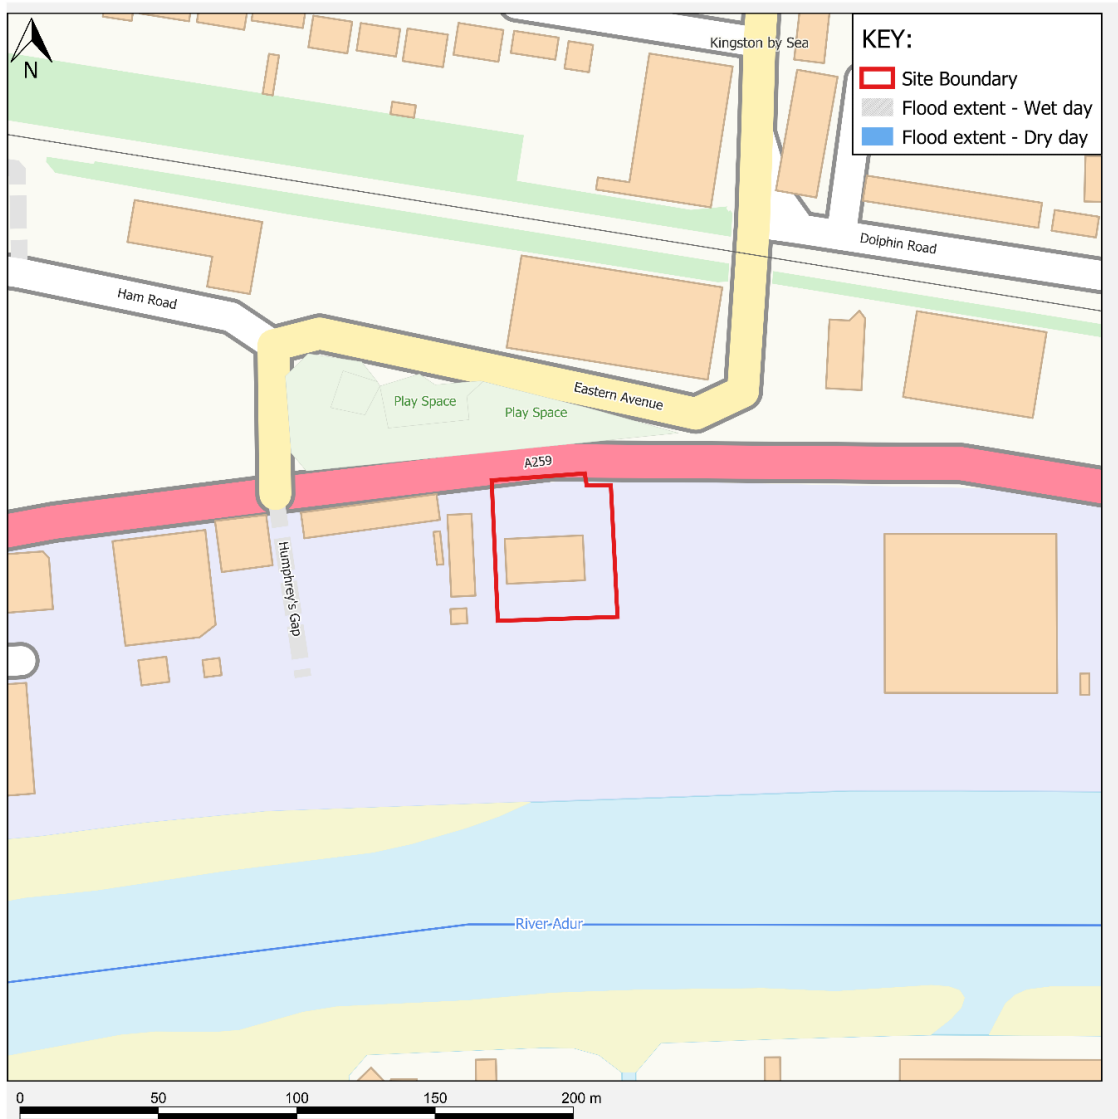 N
Kingston by Sea
KEY:
Site Boundary
Flood extent - Wet day
Flood extent - Dry day
Dolphin Road
Ham Road
Eastern Avenue
Play Space
Play Space
A259
Humphrey's Gap
River Adur
0 50 100 150 200 m